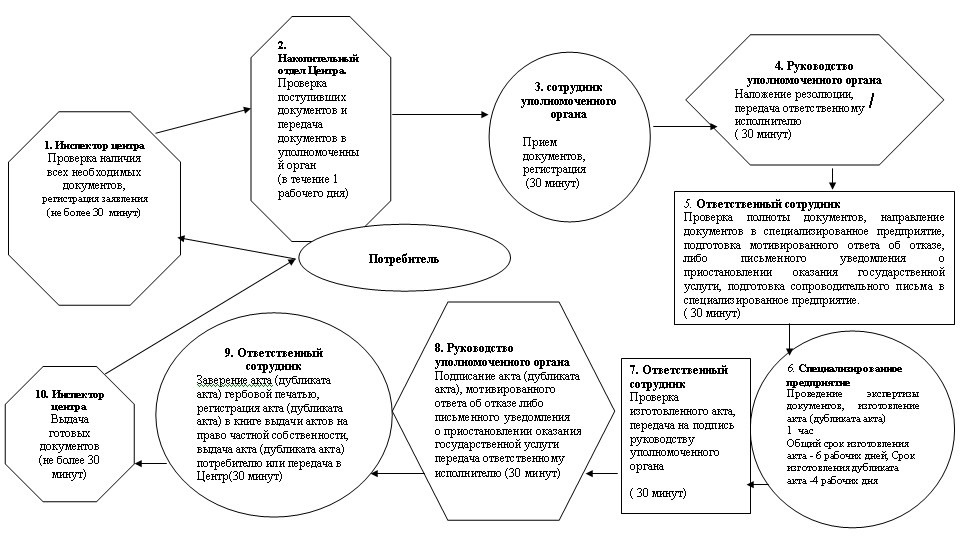 1. Инспектор центра
Проверка наличия
всех необходимых
документов,
регистрация заявления
(не более 30 минут)
2.
Накопительный
отдел Центра.
Проверка
поступивших
документов и
передача
документов в
уполномоченны
й орган
(в течение 1
рабочего дня)
3. сотрудник
уполномоченного
органа
Прием
документов,
регистрация
(30 минут)
4. Руководство
уполномоченного органа
Наложение резолюции,
передача ответственному /
исполнителю
( 30 минут)
5. Ответственный сотрудник
Проверка полноты документов, направление
документов в специализированное предприятие,
подготовка мотивированного ответа об отказе,
либо письменного уведомления о
приостановлении оказания государственной
услуги, подготовка сопроводительного письма в
специализированное предприятие.
( 30 минут)
Потребитель
6. Специализированное
предприятие
Проведение экспертизы
документов, изготовление
акта (дубликата акта)
1 час
Общий срок изготовления
акта - 6 рабочих дней, Срок
изготовления дубликата
акта -4 рабочих дня
7. Ответственный
сотрудник
Проверка
изготовленного акта,
передача на подпись
руководству
уполномоченного
органа
( 30 минут)
8. Руководство
уполномоченного органа
Подписание акта (дубликата
акта), мотивированного
ответа об отказе либо
письменного уведомления
о приостановлении оказания
государственной услуги
передача ответственному
исполнителю (30 минут)
9. Ответственный
сотрудник
Заверение акта (дубликата
акта) гербовой печатью,
регистрация акта (дубликата
акта) в книге выдачи актов на
право частной собственности,
выдача акта (дубликата акта)
потребителю или передача в
Центр(30 минут)
10. Инспектор
центра
Выдача
готовых
документов
(не более 30
минут)